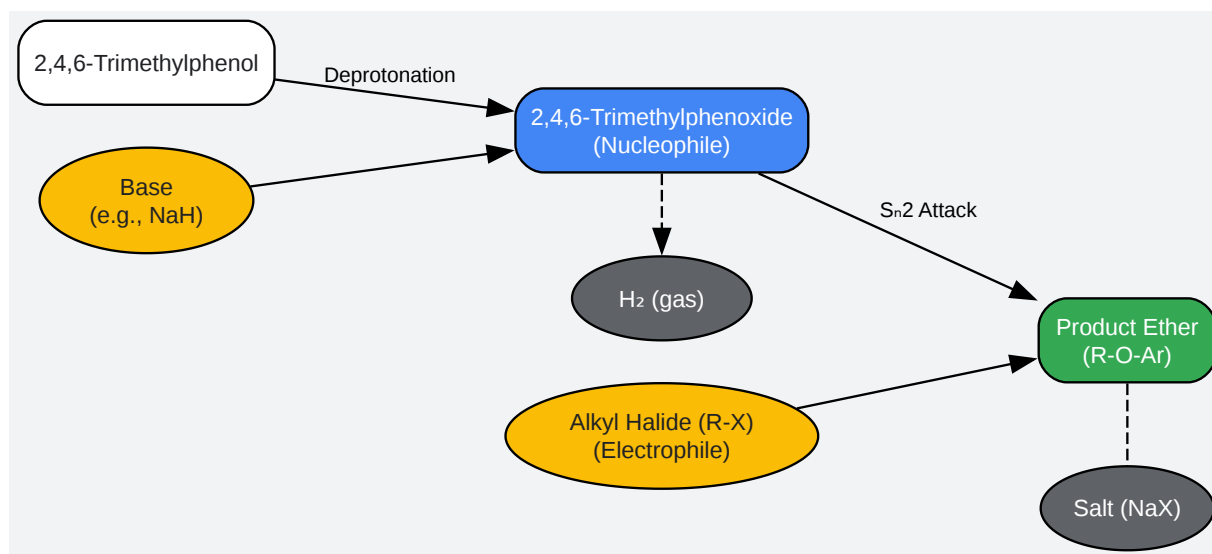 2,4,6-Trimethylphenol
Deprotonation
2,4,6-Trimethylphenoxide
(Nucleophile)
Base
(e.g., NaH)
Sₙ2 Attack
H₂ (gas)
Product Ether
(R-O-Ar)
Alkyl Halide (R-X)
(Electrophile)
Salt (NaX)